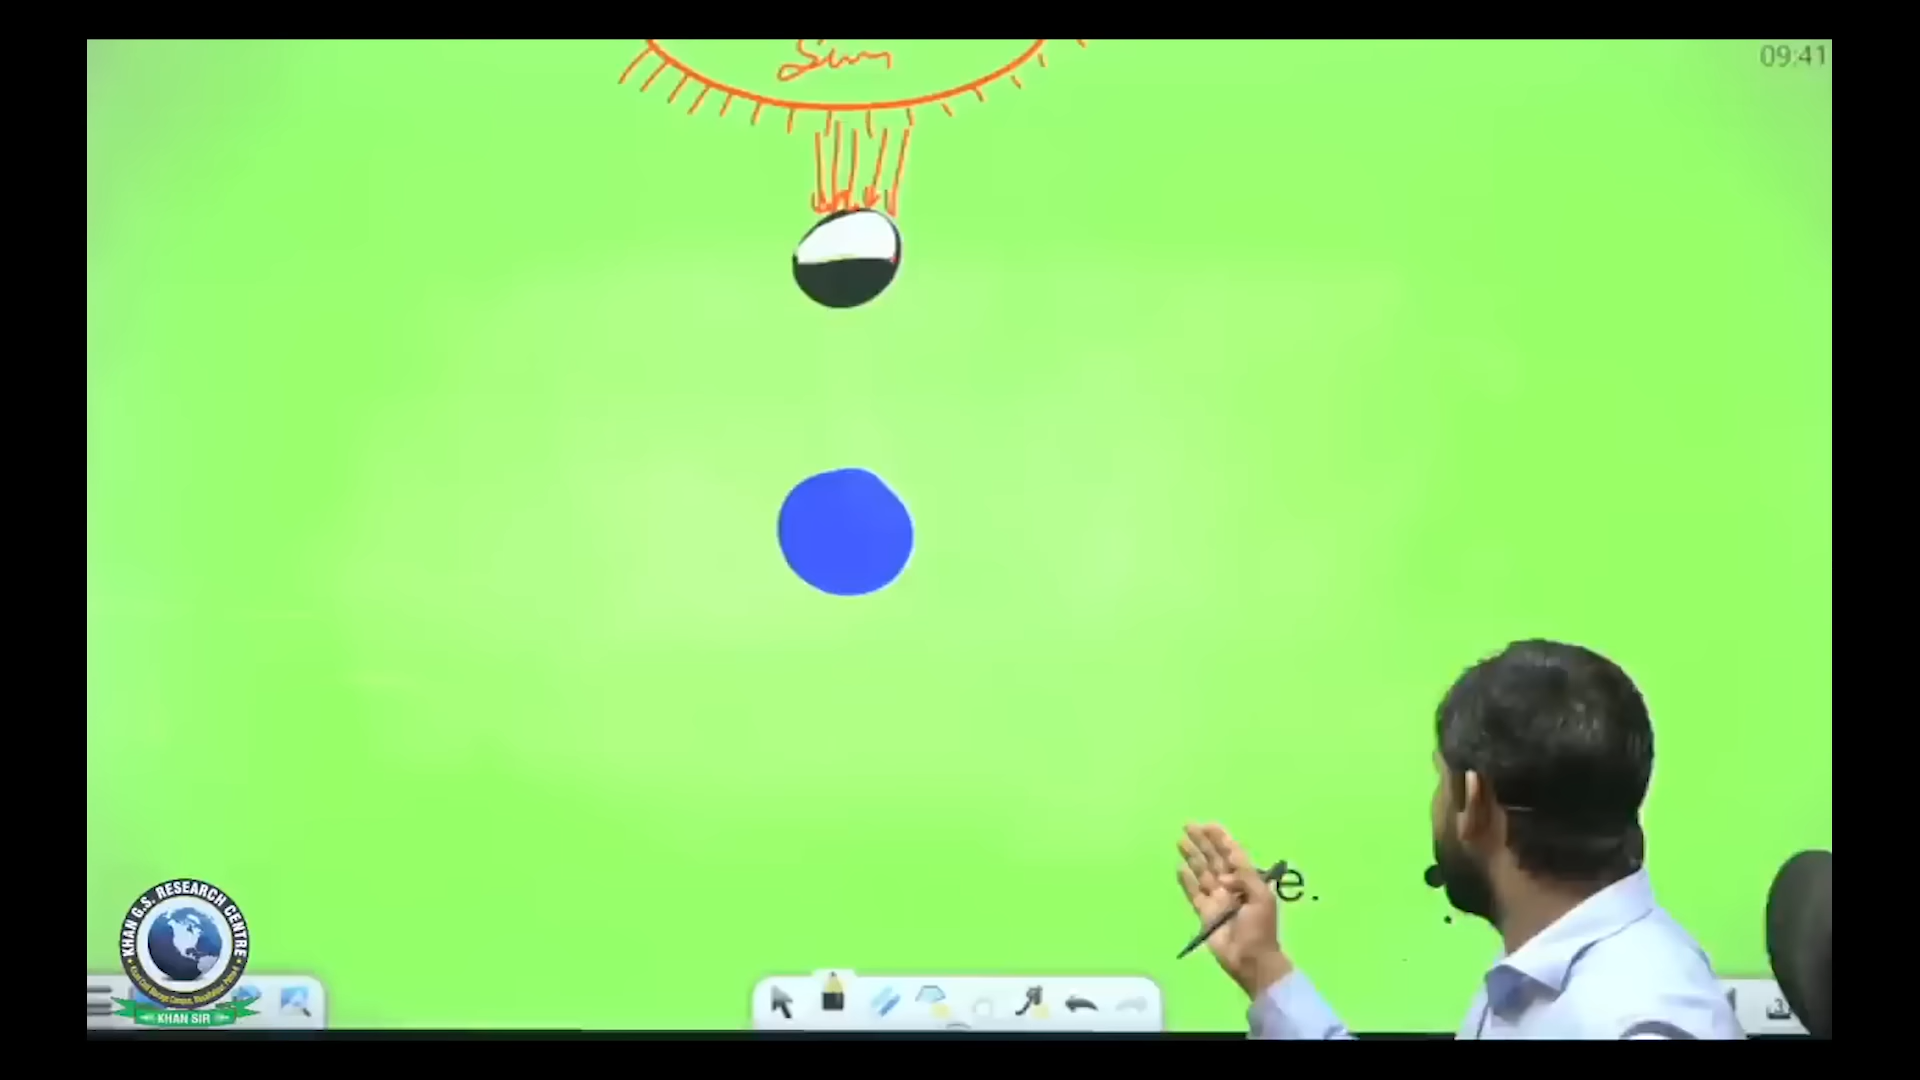 Sun
09:41
e.
KHAN G.S. RESEARCH CENTRE
KHAN SIR